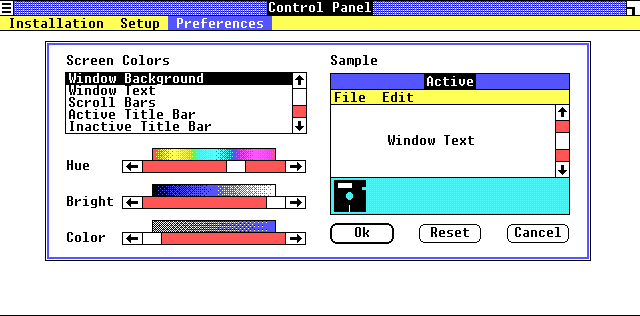 Control Panel
Installation Setup Preferences
Screen Colors
Window Background
Window Text
Scroll Bars
Active Title Bar
Inactive Title Bar
Hue
Bright
Color
Sample
Active
File Edit
Window Text
Ok Reset Cancel